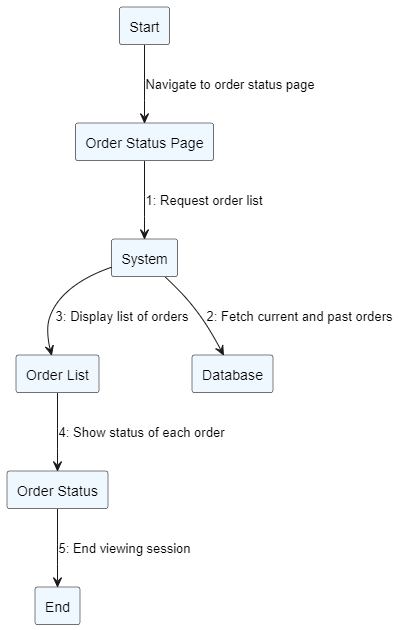 Start
Navigate to order status page
Order Status Page
1: Request order list
System
3: Display list of orders
2: Fetch current and past orders
Order List
Database
4: Show status of each order
Order Status
5: End viewing session
End